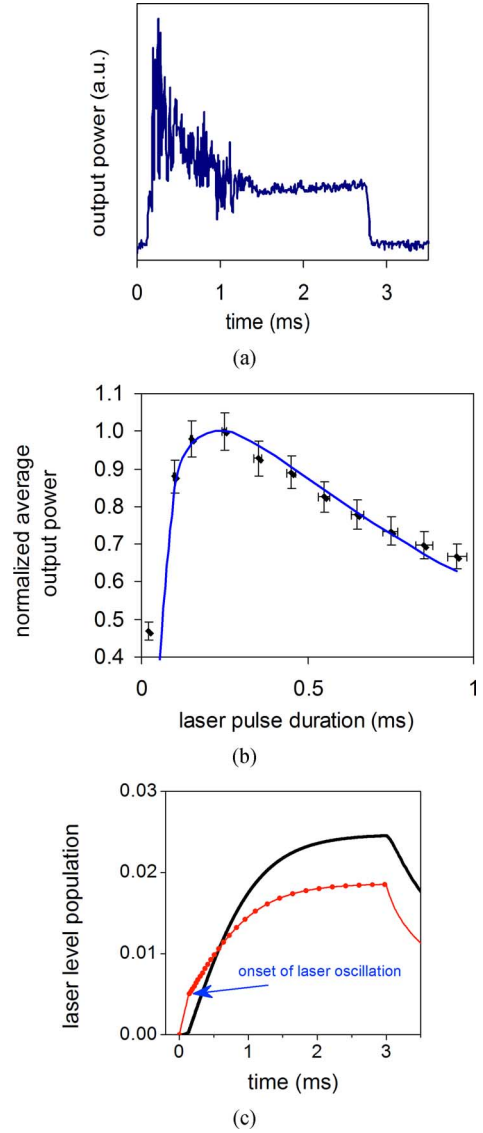 output power (a.u.)
0 1 2 3
time (ms)
(a)
normalized average
output power
1.1
1.0
0.9
0.8
0.7
0.6
0.5
0.4
0 0.5 1
laser pulse duration (ms)
(b)
laser level population
0.03
0.02
0.01
0.00
onset of laser oscillation
0 1 2 3
time (ms)
(c)